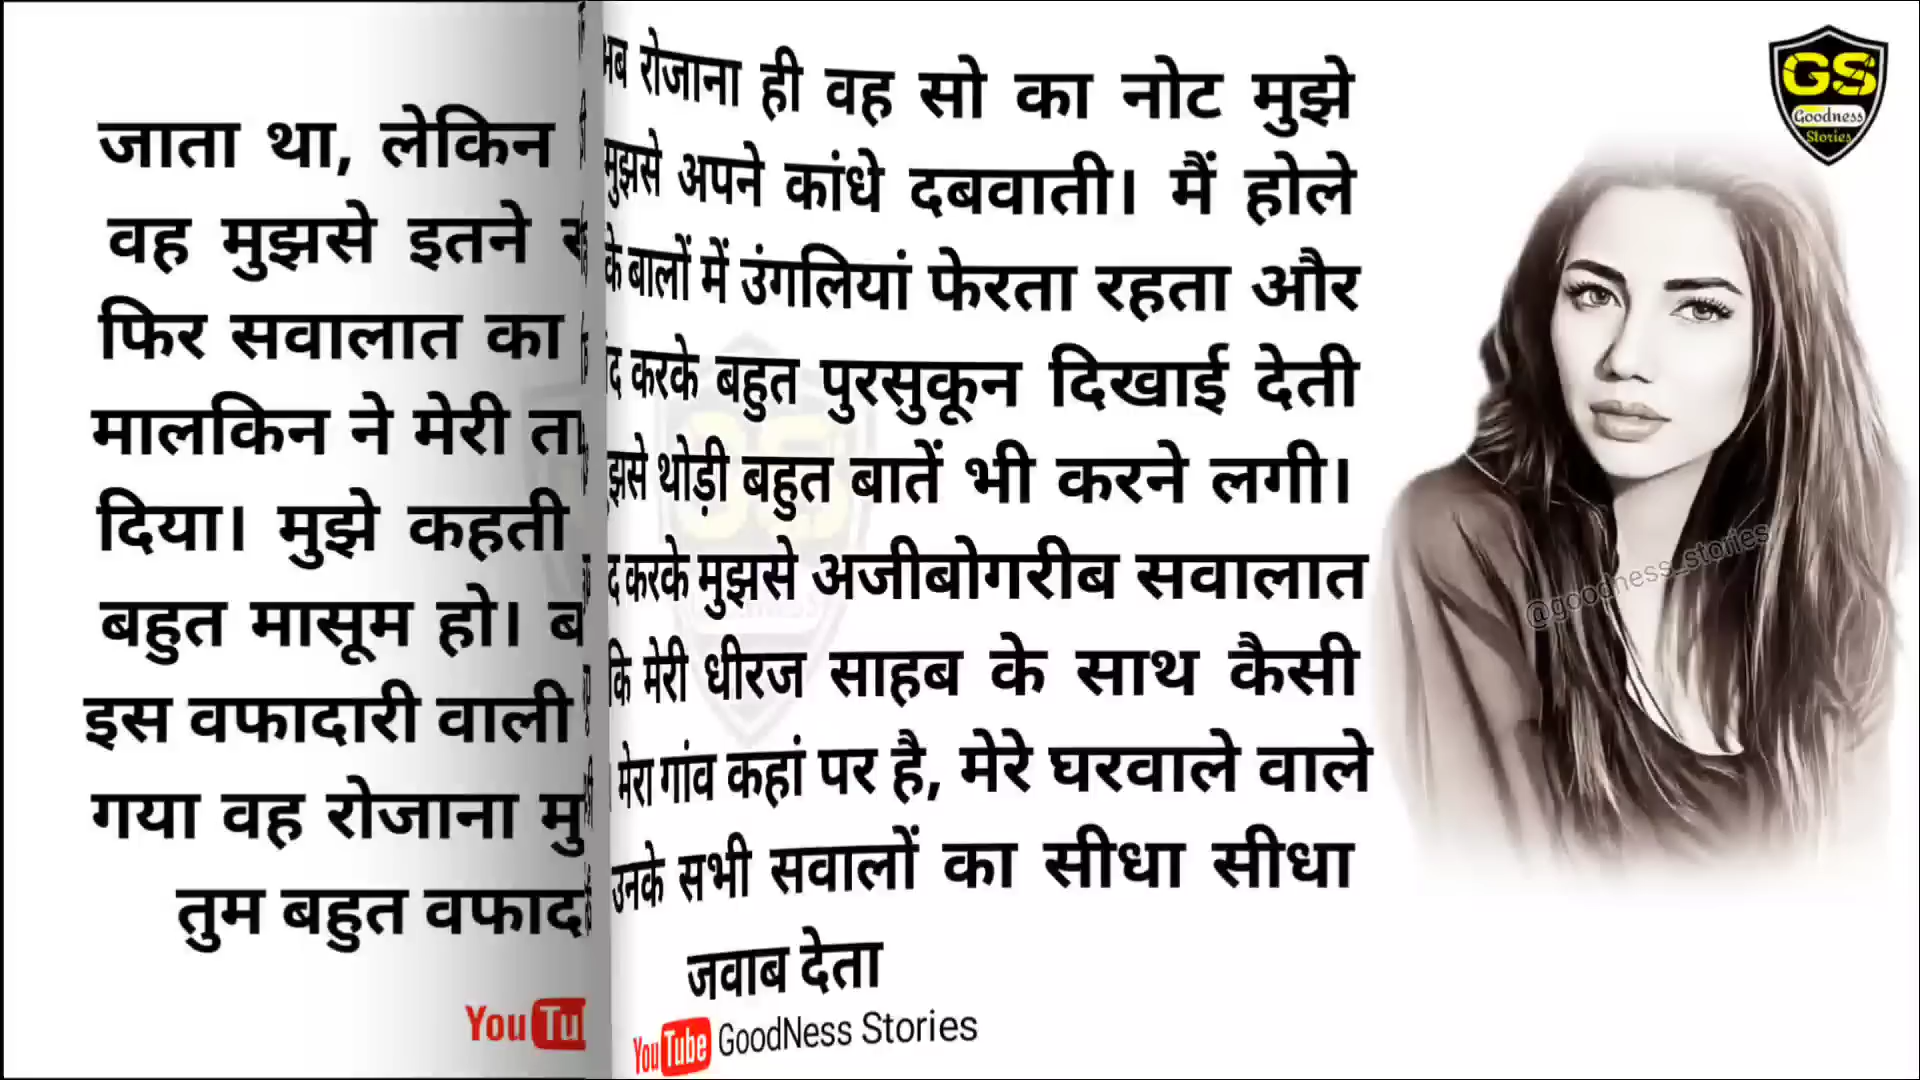 जाता था, लेकिन
वह मुझसे इतने
फिर सवालात का
मालकिन ने मेरी
दिया। मुझे कहती
बहुत मासूम हो।
इस वफादारी वाली
गया वह रोजाना
तुम बहुत
रोजाना ही वह सो का नोट मुझे
मुझसे अपने कांधे दबवाती। मैं होले
के बालों में उंगलियां फेरता रहता और
करके बहुत पुरसुकून दिखाई देती
थोड़ी बहुत बातें भी करने लगी।
करके मुझसे अजीबोगरीब सवालात
कि मेरी धीरज साहब के साथ कैसी
मेरा गांव कहां पर है, मेरे घरवाले वाले
उनके सभी सवालों का सीधा सीधा
जवाब देता
YouTube GoodNess Stories
GS
Goodness
Stories
@goodness_stories